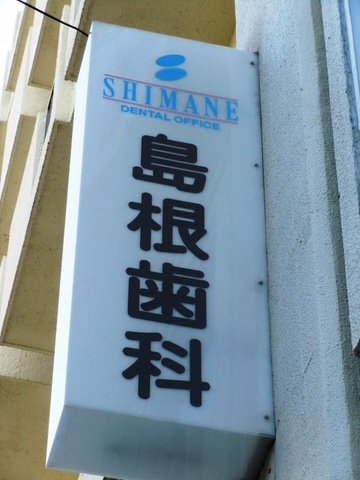 SHIMANE
DENTAL OFFICE
島根歯科